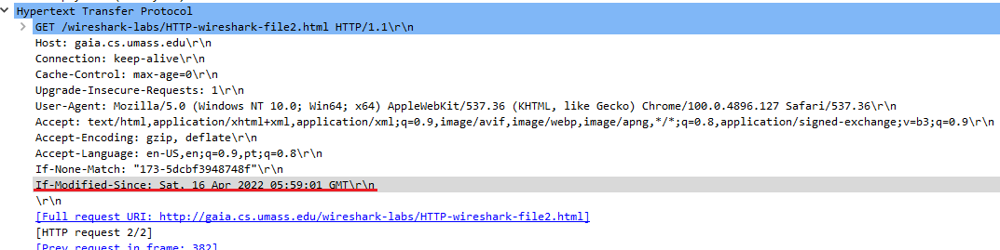 Hypertext Transfer Protocol
GET /wireshark-labs/HTTP-wireshark-file2.html HTTP/1.1\r\n
Host: gaia.cs.umass.edu\r\n
Connection: keep-alive\r\n
Cache-Control: max-age=0\r\n
Upgrade-Insecure-Requests: 1\r\n
User-Agent: Mozilla/5.0 (Windows NT 10.0; Win64; x64) AppleWebKit/537.36 (KHTML, like Gecko) Chrome/100.0.4896.127 Safari/537.36\r\n
Accept: text/html,application/xhtml+xml,application/xml;q=0.9,image/avif,image/webp,image/apng,*/*;q=0.8,application/signed-exchange;v=b3;q=0.9\r\n
Accept-Encoding: gzip, deflate\r\n
Accept-Language: en-US,en;q=0.9,pt;q=0.8\r\n
If-None-Match: "173-5dcbf3948748f"\r\n
If-Modified-Since: Sat, 16 Apr 2022 05:59:01 GMT\r\n
\r\n
[Full request URI: http://gaia.cs.umass.edu/wireshark-labs/HTTP-wireshark-file2.html]
[HTTP request 2/2]
[Prev request in frame: 382]